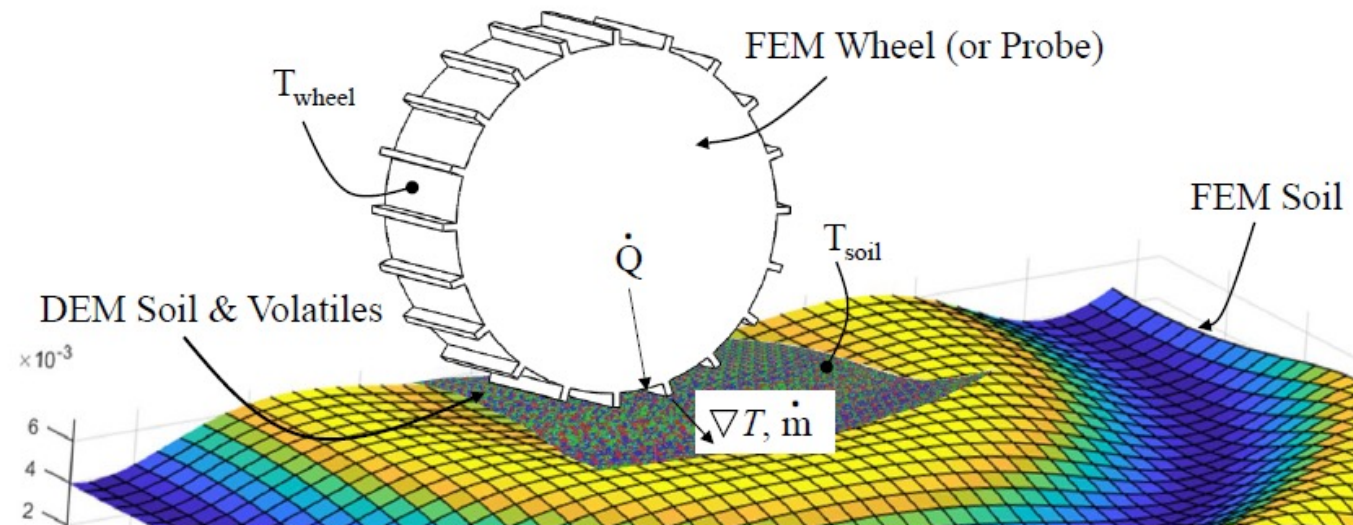 FEM Wheel (or Probe)
T_wheel
FEM Soil
T_soil
Q̇
DEM Soil & Volatiles
×10⁻³
∇T, ṁ
6
4
2